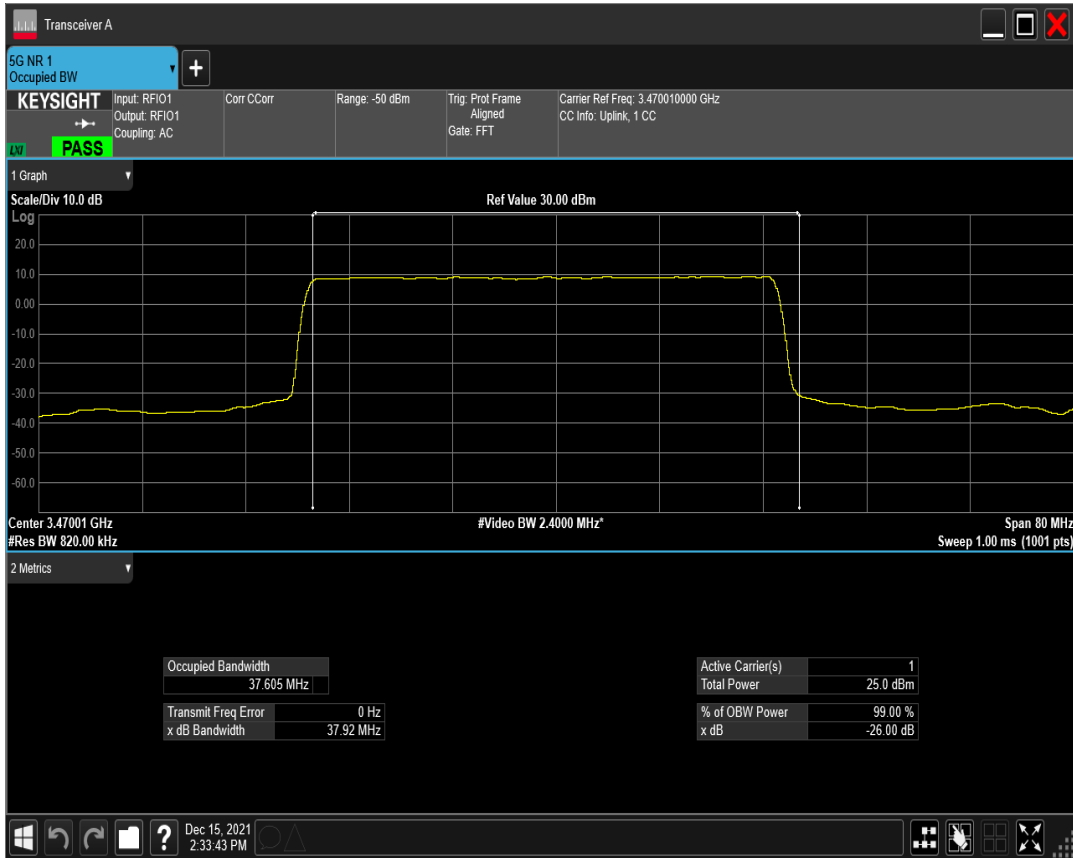 Transceiver A
5G NR 1
Occupied BW
KEYSIGHT
LXI
PASS
Input: RFIO1
Output: RFIO1
Coupling: AC
Corr CCorr
Range: -50 dBm
Trig: Prot Frame
Aligned
Gate: FFT
Carrier Ref Freq: 3.470010000 GHz
CC Info: Uplink, 1 CC
1 Graph
Scale/Div 10.0 dB
Ref Value 30.00 dBm
Log
20.0
10.0
0.00
-10.0
-20.0
-30.0
-40.0
-50.0
-60.0
Center 3.47001 GHz
#Video BW 2.4000 MHz*
Span 80 MHz
#Res BW 820.00 kHz
Sweep 1.00 ms (1001 pts)
2 Metrics
Occupied Bandwidth
37.605 MHz
Transmit Freq Error 0 Hz
x dB Bandwidth 37.92 MHz
Active Carrier(s) 1
Total Power 25.0 dBm
% of OBW Power 99.00 %
x dB -26.00 dB
?
Dec 15, 2021
2:33:43 PM